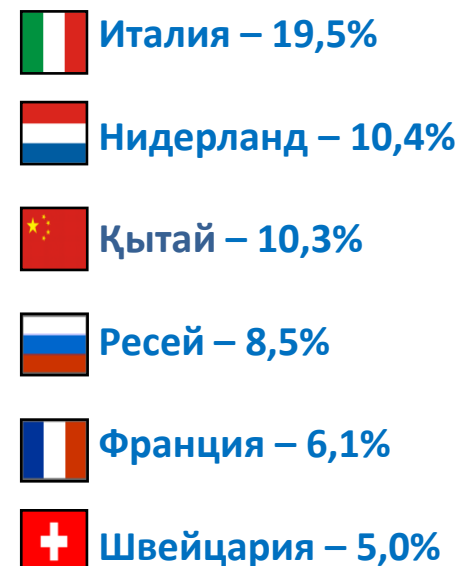 Италия – 19,5%
Нидерланд – 10,4%
Қытай – 10,3%
Ресей – 8,5%
Франция – 6,1%
Швейцария – 5,0%